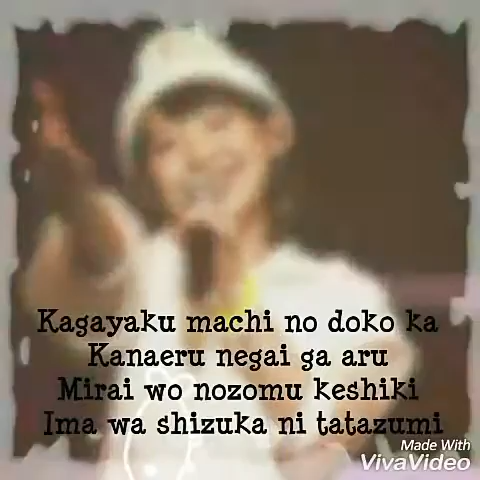 Kagayaku machi no doko ka
Kanaeru negai ga aru
Mirai wo nozomu keshiki
Ima wa shizuka ni tatazumi
Made With
VivaVideo